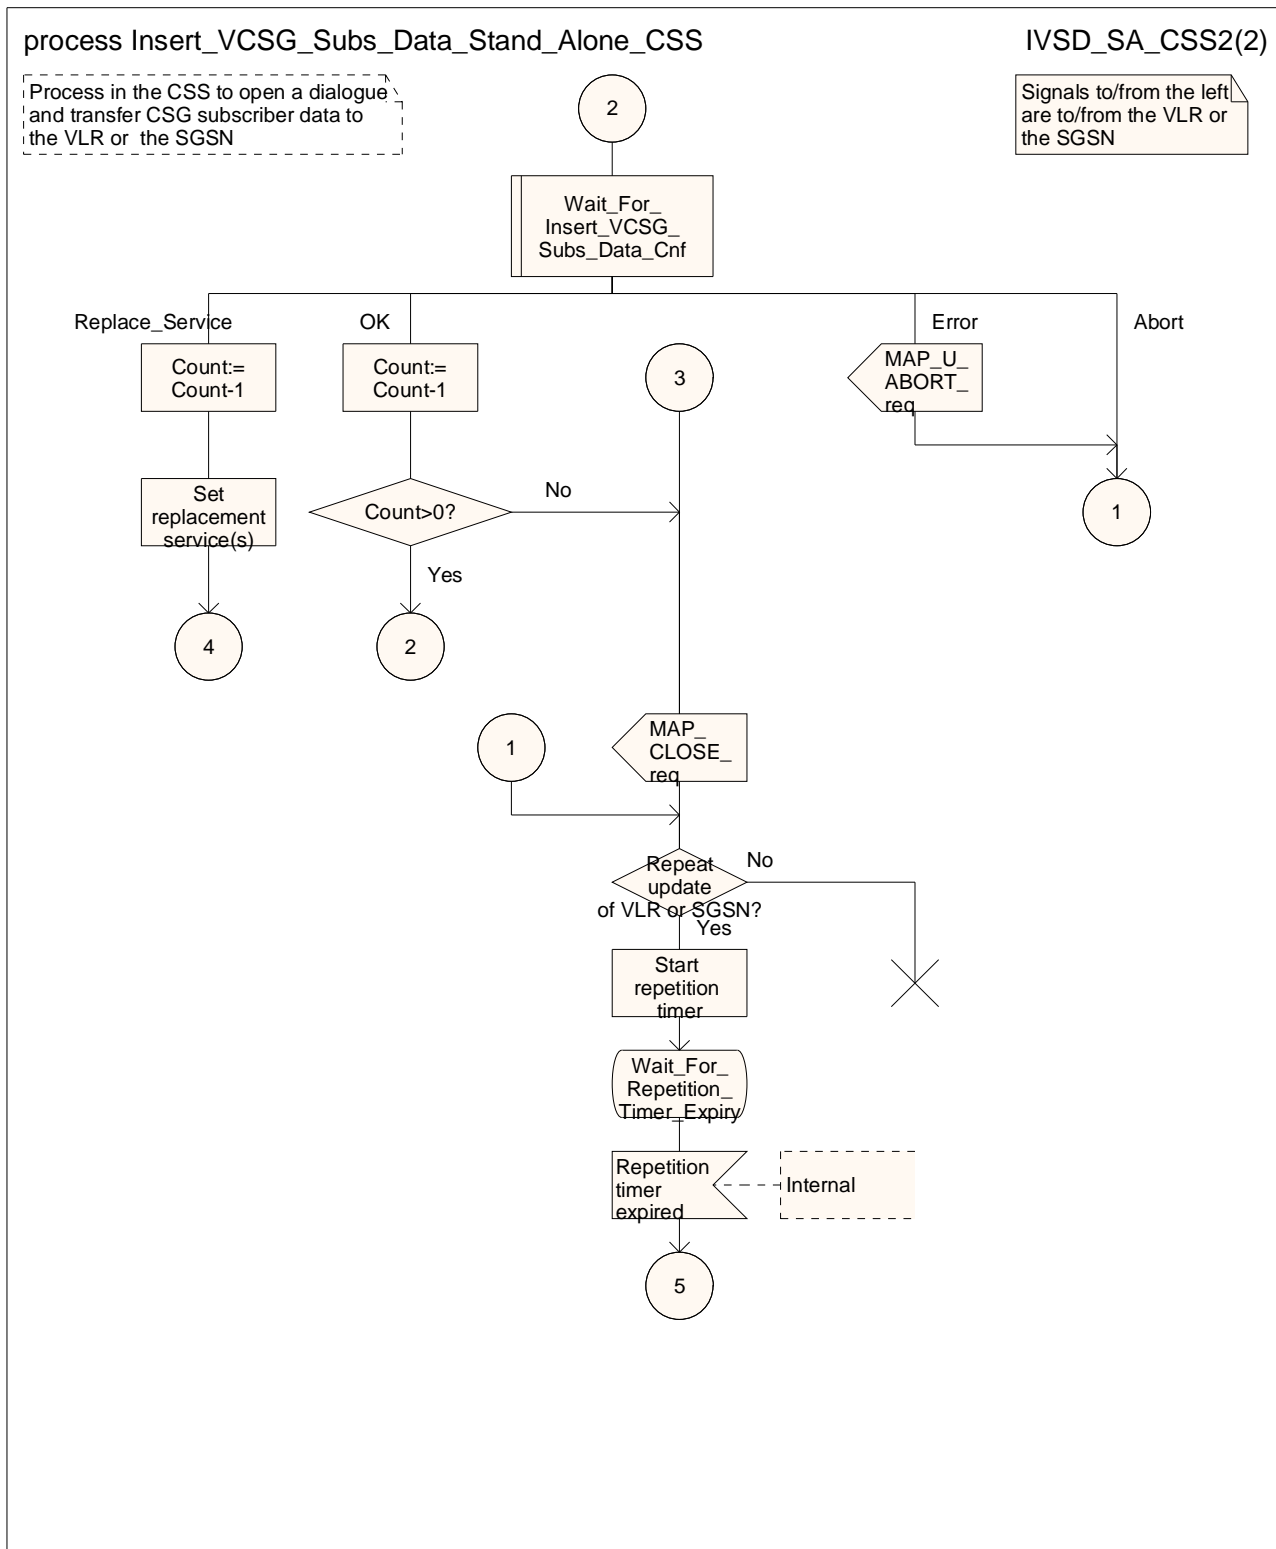 process Insert_VCSG_Subs_Data_Stand_Alone_CSS
IVSD_SA_CSS2(2)
Process in the CSS to open a dialogue
and transfer CSG subscriber data to
the VLR or the SGSN
2
Signals to/from the left
are to/from the VLR or
the SGSN
Wait_For_
Insert_VCSG_
Subs_Data_Cnf
Replace_Service
OK
Error
Abort
Count:=
Count-1
Count:=
Count-1
3
MAP_U_
ABORT_
req
Set
replacement
service(s)
Count>0?
No
1
Yes
4
2
1
MAP_
CLOSE_
req
Repeat
update
of VLR or SGSN?
No
Yes
Start
repetition
timer
Wait_For_
Repetition_
Timer_Expiry
Repetition
timer
expired
Internal
5